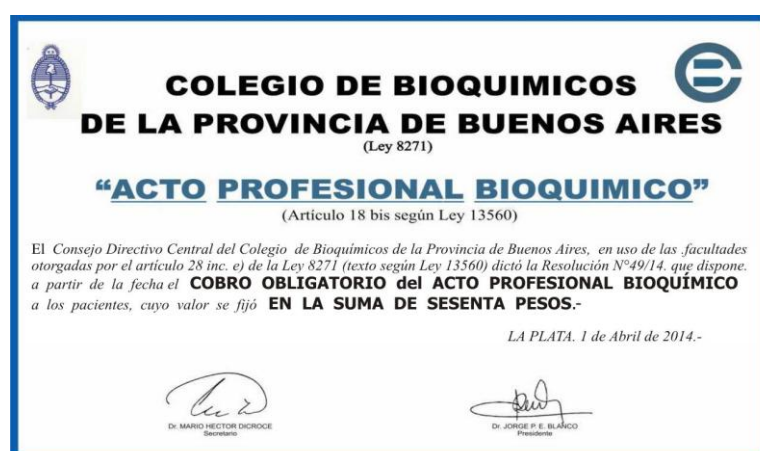 COLEGIO DE BIOQUIMICOS
DE LA PROVINCIA DE BUENOS AIRES
(Ley 8271)
“ACTO PROFESIONAL BIOQUIMICO”
(Artículo 18 bis según Ley 13560)
El Consejo Directivo Central del Colegio de Bioquímicos de la Provincia de Buenos Aires, en uso de las .facultades
otorgadas por el artículo 28 inc. e) de la Ley 8271 (texto según Ley 13560) dictó la Resolución N°49/14. que dispone.
a partir de la fecha el COBRO OBLIGATORIO del ACTO PROFESIONAL BIOQUÍMICO
a los pacientes, cuyo valor se fijó EN LA SUMA DE SESENTA PESOS.-
LA PLATA. 1 de Abril de 2014.-
Dr. MARIO HECTOR DICROCE
Secretario
Dr. JORGE P. E. BLANCO
Presidente